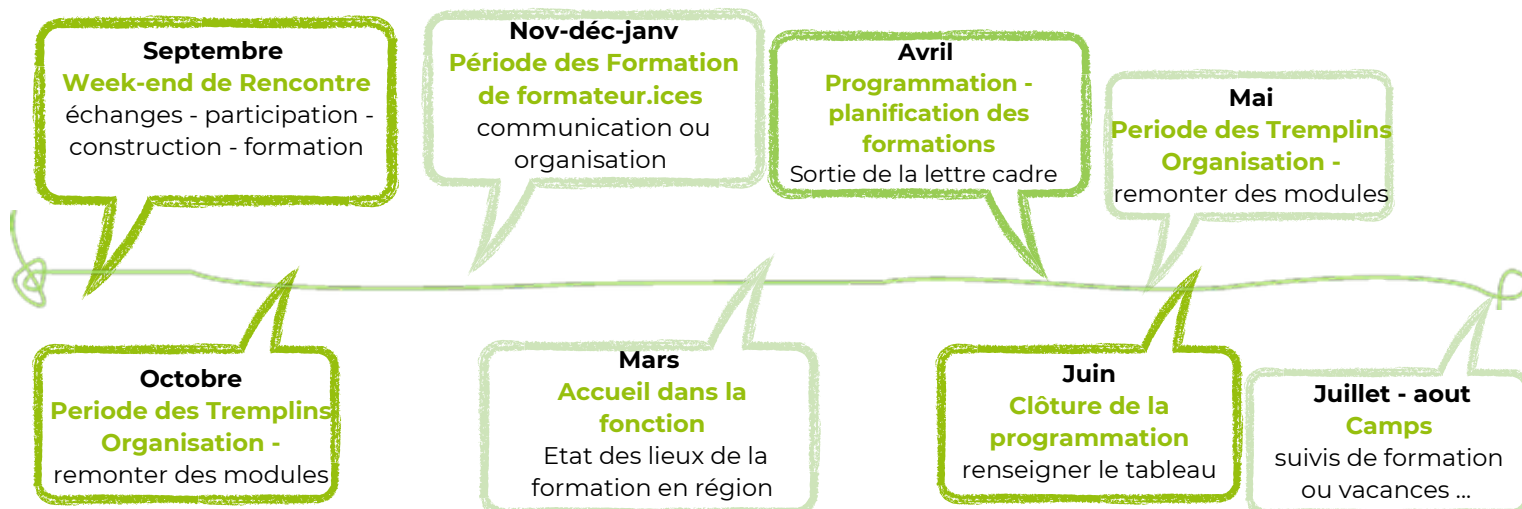 Septembre
Week-end de Rencontre
échanges - participation -
construction - formation
Octobre
Periode des Tremplins
Organisation -
remonter des modules
Nov-déc-janv
Période des Formation
de formateur.ices
communication ou
organisation
Mars
Accueil dans la
fonction
Etat des lieux de la
formation en région
Avril
Programmation -
planification des
formations
Sortie de la lettre cadre
Mai
Periode des Tremplins
Organisation -
remonter des modules
Juin
Clôture de la
programmation
renseigner le tableau
Juillet - aout
Camps
suivis de formation
ou vacances ...